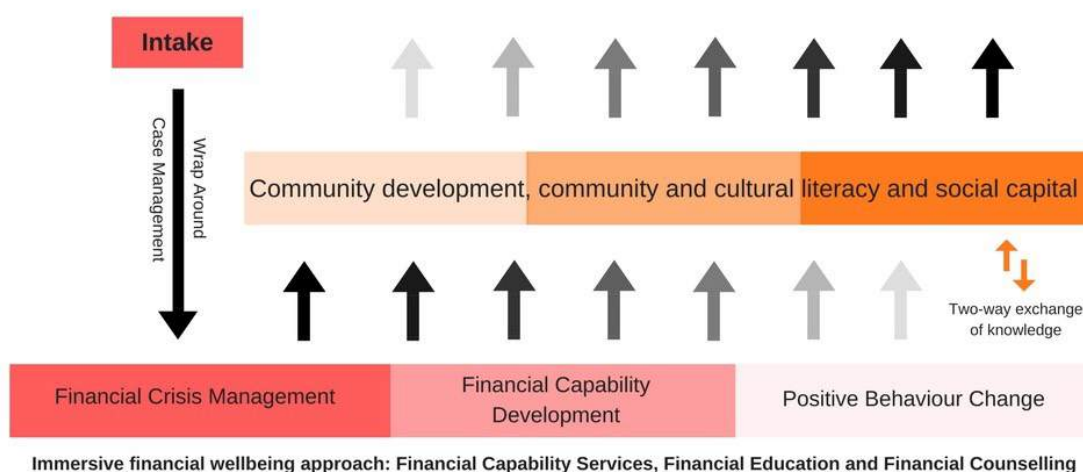 Intake
Wrap Around
Case Management
Community development, community and cultural literacy and social capital
Two-way exchange
of knowledge
Financial Crisis Management
Financial Capability
Development
Positive Behaviour Change
Immersive financial wellbeing approach: Financial Capability Services, Financial Education and Financial Counselling